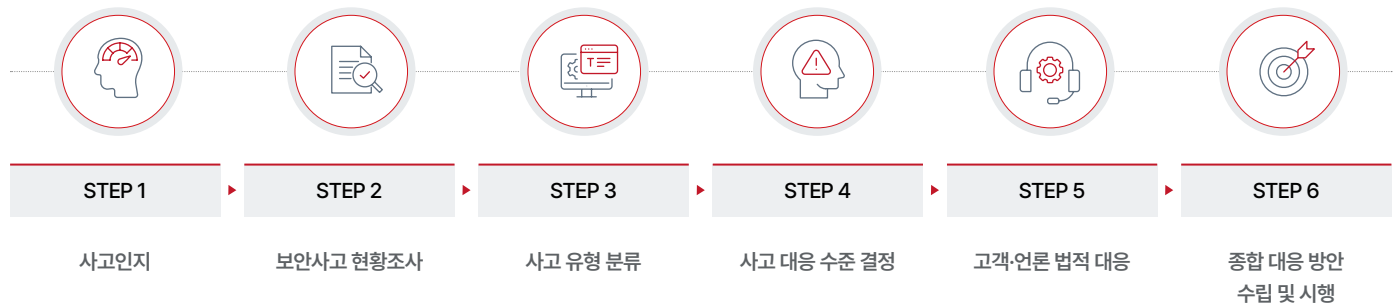 STEP 1
STEP 2
STEP 3
STEP 4
STEP 5
STEP 6
사고인지
보안사고 현황조사
사고 유형 분류
사고 대응 수준 결정
고객·언론 법적 대응
종합 대응 방안
수립 및 시행